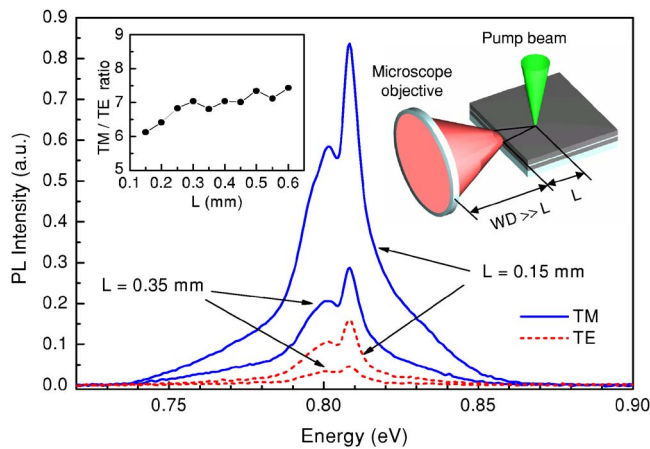 PL Intensity (a.u.)
0.9
0.8
0.7
0.6
0.5
0.4
0.3
0.2
0.1
0.0
TM / TE ratio
9
8
7
6
5
0.1 0.2 0.3 0.4 0.5 0.6
L (mm)
Pump beam
Microscope
objective
WD >> L
L
L = 0.35 mm
L = 0.15 mm
TM
TE
0.75 0.80 0.85 0.90
Energy (eV)